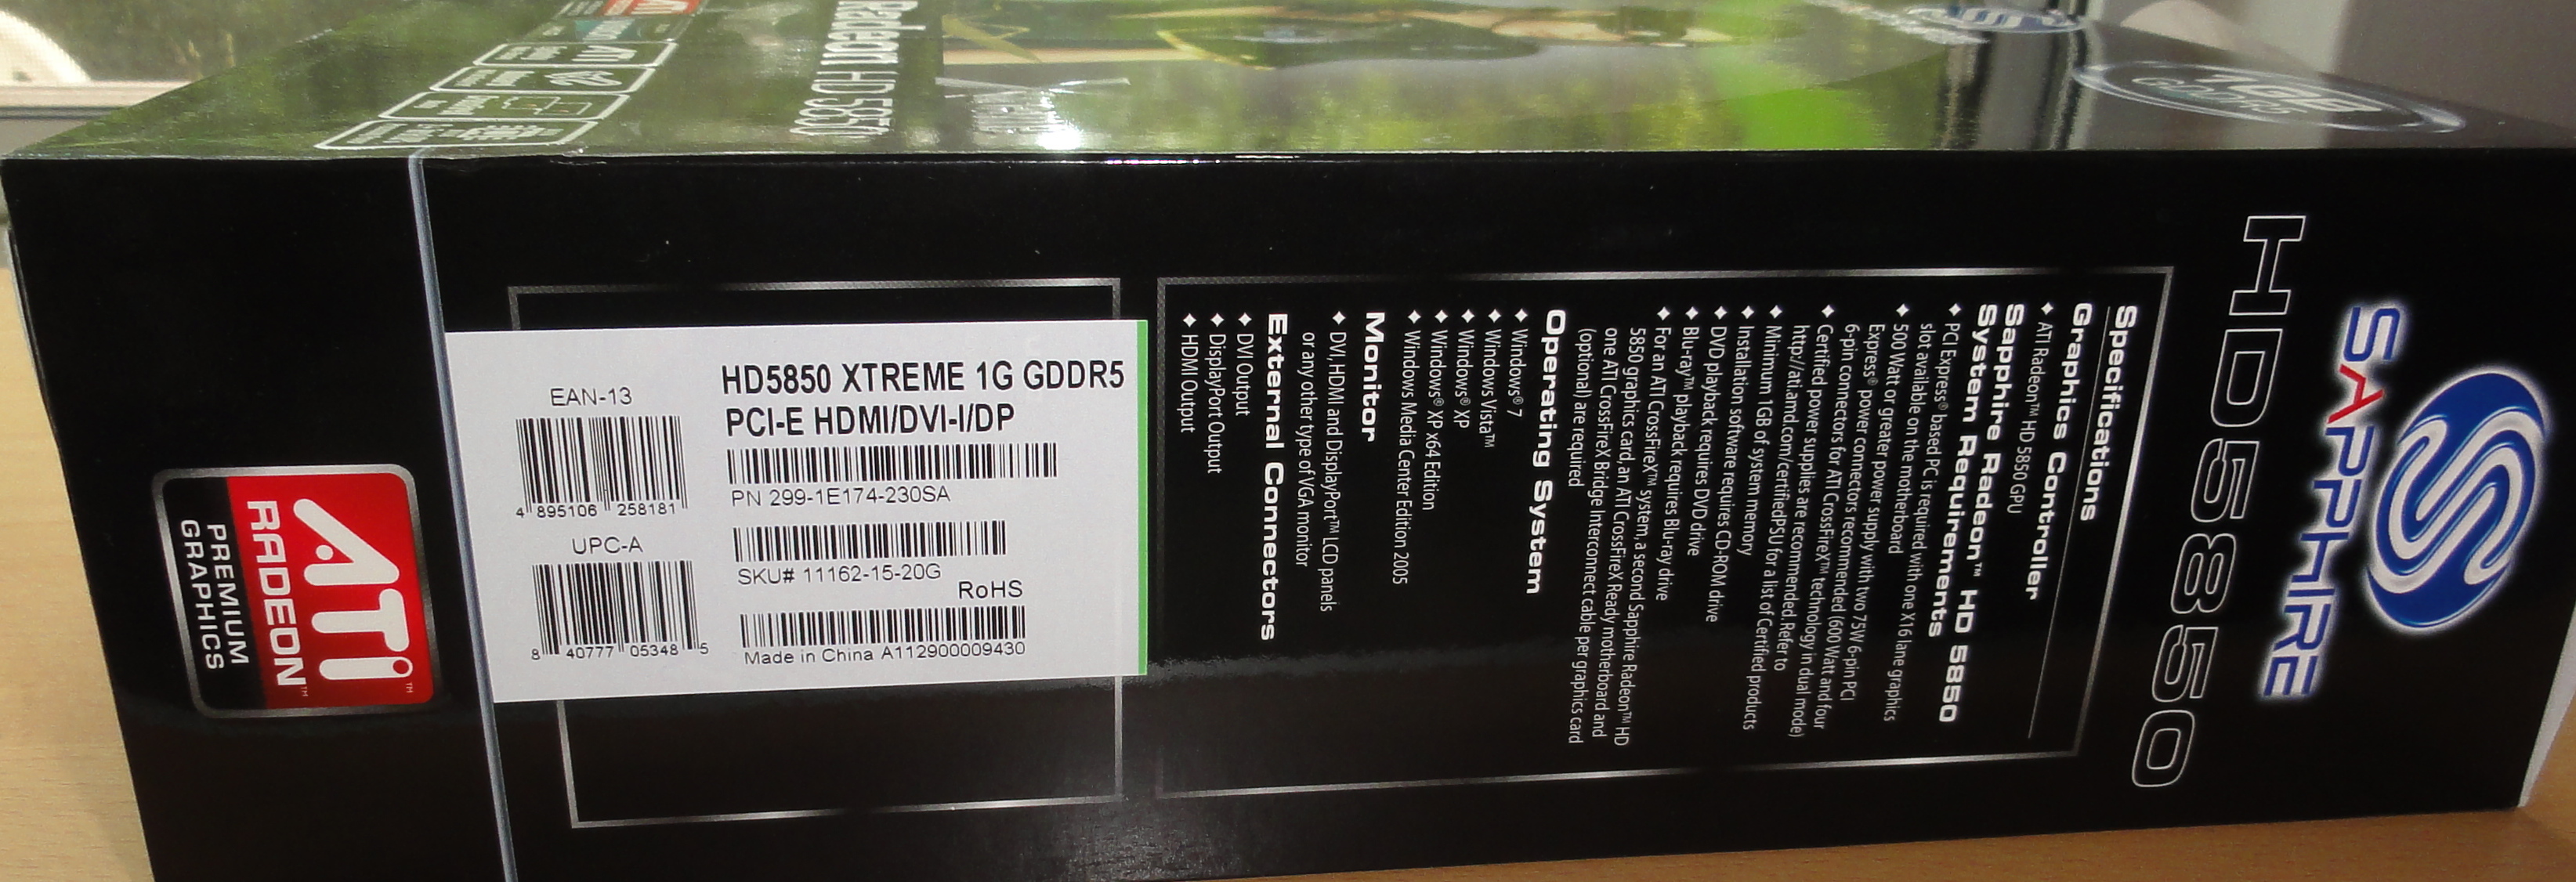 Radeon HD 5850
Xtreme
1GB
GDDR5
SAPPHIRE
HD5850
Specifications
Graphics Controller
♦ ATI Radeon™ HD 5850 GPU
Sapphire Radeon™ HD 5850
System Requirements
♦ PCI Express® based PC is required with one X16 lane graphics
slot available on the motherboard
♦ 500 Watt or greater power supply with two 75W 6-pin PCI
Express® power connectors recommended (600 Watt and four
6-pin connectors for ATI CrossFireX™ technology in dual mode)
♦ Certified power supplies are recommended. Refer to
http://ati.amd.com/certifiedPSU for a list of Certified products
♦ Minimum 1GB of system memory
♦ Installation software requires CD-ROM drive
♦ DVD playback requires DVD drive
♦ Blu-ray™ playback requires Blu-ray drive
♦ For an ATI CrossFireX™ system, a second Sapphire Radeon™ HD
5850 graphics card, an ATI CrossFireX Ready motherboard and
one ATI CrossFireX Bridge Interconnect cable per graphics card
(optional) are required
Operating System
♦ Windows® 7
♦ Windows Vista™
♦ Windows® XP
♦ Windows® XP x64 Edition
♦ Windows Media Center Edition 2005
Monitor
♦ DVI, HDMI and DisplayPort™ LCD panels
or any other type of VGA monitor
External Connectors
♦ DVI Output
♦ DisplayPort Output
♦ HDMI Output
HD5850 XTREME 1G GDDR5
PCI-E HDMI/DVI-I/DP
PN 299-1E174-230SA
SKU# 11162-15-20G
RoHS
Made in China A112900009430
EAN-13
4 895106 258181
UPC-A
8 40777 05348 5
ATI™
RADEON™
PREMIUM
GRAPHICS